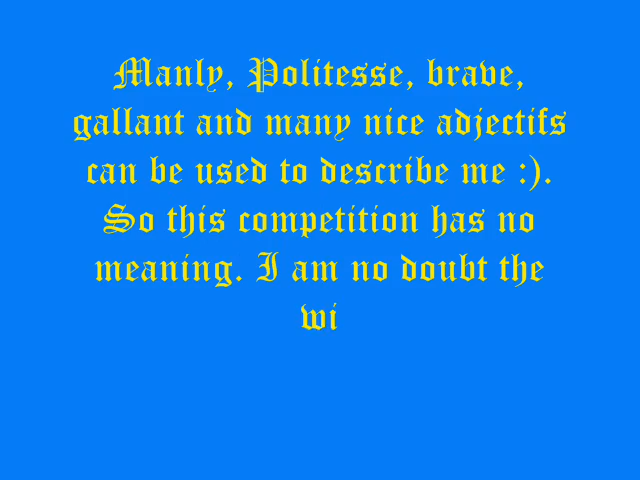 Manly, Politesse, brave,
gallant and many nice adjectifs
can be used to describe me :).
So this competition has no
meaning. I am no doubt the
wi